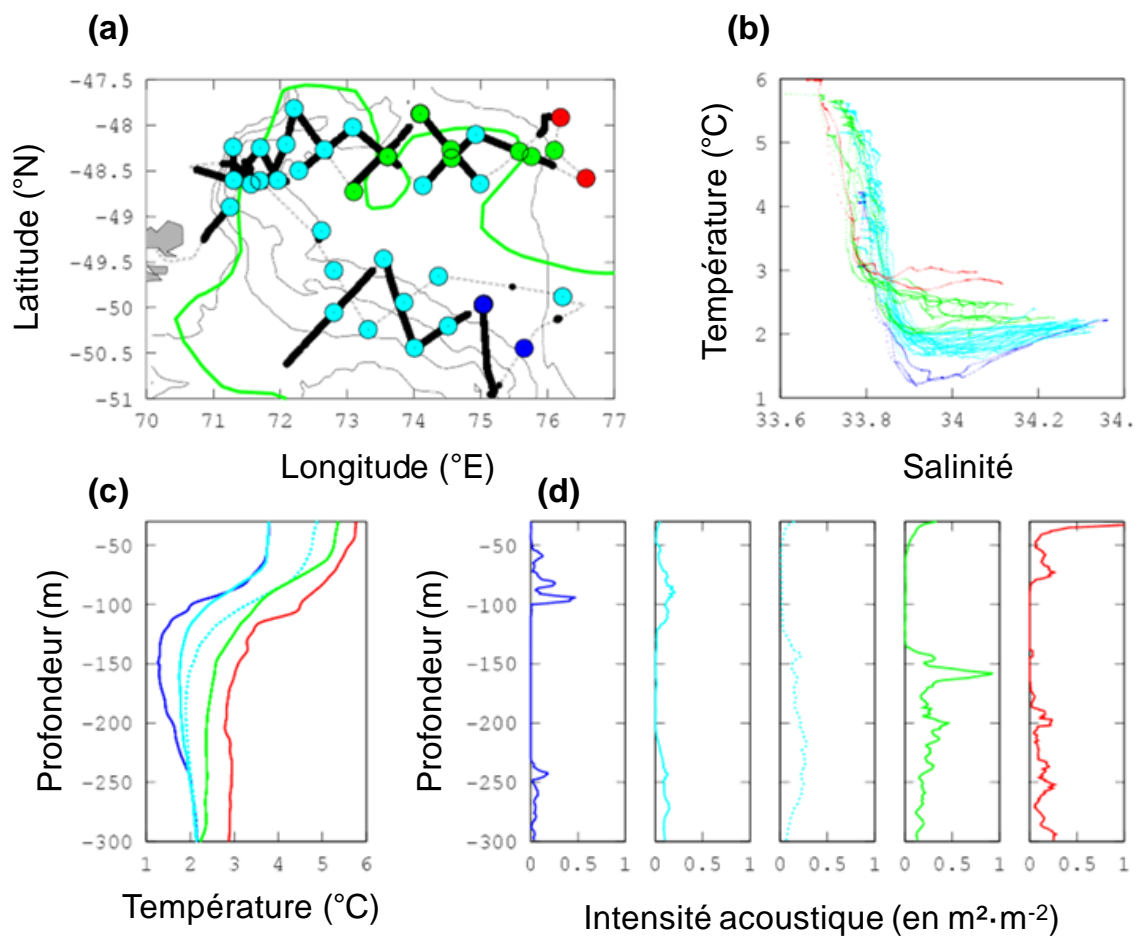 (a)
(b)
-47.5
-48
-48.5
-49
-49.5
-50
-50.5
-51
70 71 72 73 74 75 76 77
Latitude (°N)
Longitude (°E)
6
5
4
3
2
1
33.6 33.8 34 34.2 34.
Température (°C)
Salinité
(c)
(d)
-50
-100
-150
-200
-250
-300
1 2 3 4 5 6
Profondeur (m)
Température (°C)
-50
-100
-150
-200
-250
-300
0 0.5 1 0 0.5 1 0 0.5 1 0 0.5 1 0 0.5 1
Profondeur (m)
Intensité acoustique (en m²·m-2)